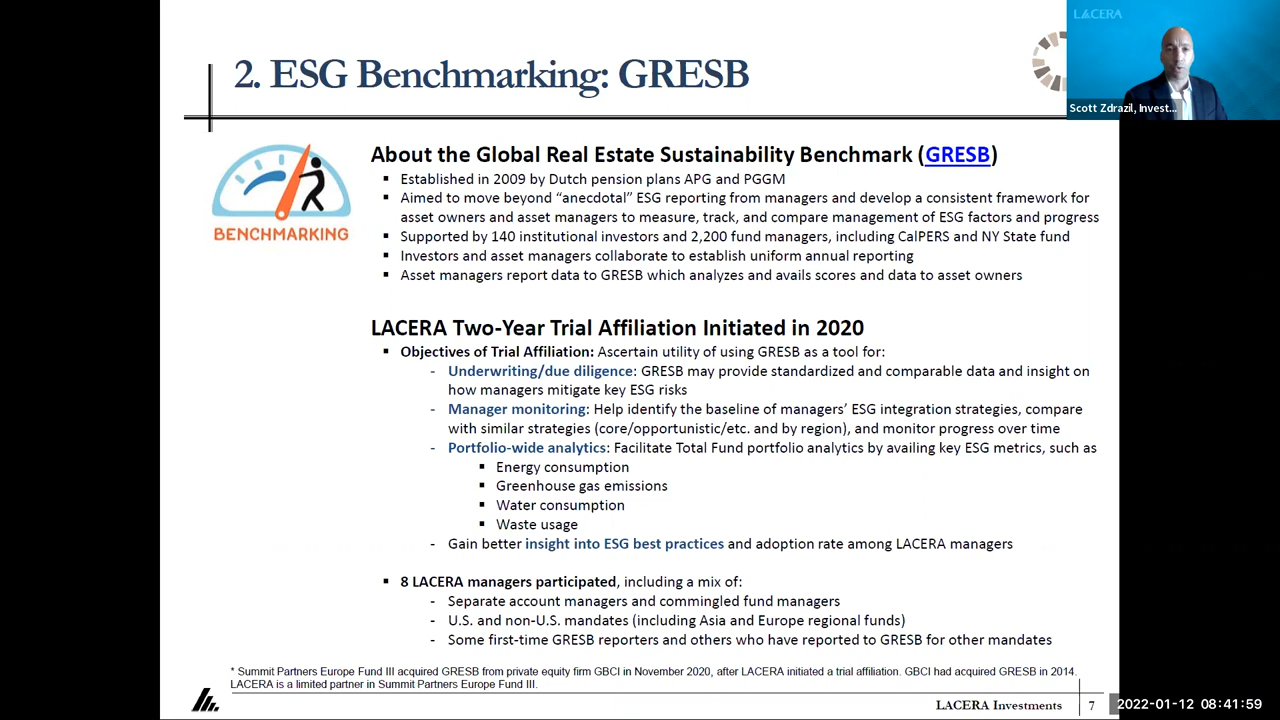 LACERA
2. ESG Benchmarking: GRESB
Scott Zdrazil, Invest...
BENCHMARKING
About the Global Real Estate Sustainability Benchmark (GRESB)
▪ Established in 2009 by Dutch pension plans APG and PGGM
▪ Aimed to move beyond “anecdotal” ESG reporting from managers and develop a consistent framework for
asset owners and asset managers to measure, track, and compare management of ESG factors and progress
▪ Supported by 140 institutional investors and 2,200 fund managers, including CalPERS and NY State fund
▪ Investors and asset managers collaborate to establish uniform annual reporting
▪ Asset managers report data to GRESB which analyzes and avails scores and data to asset owners
LACERA Two-Year Trial Affiliation Initiated in 2020
▪ Objectives of Trial Affiliation: Ascertain utility of using GRESB as a tool for:
- Underwriting/due diligence: GRESB may provide standardized and comparable data and insight on
how managers mitigate key ESG risks
- Manager monitoring: Help identify the baseline of managers’ ESG integration strategies, compare
with similar strategies (core/opportunistic/etc. and by region), and monitor progress over time
- Portfolio-wide analytics: Facilitate Total Fund portfolio analytics by availing key ESG metrics, such as
▪ Energy consumption
▪ Greenhouse gas emissions
▪ Water consumption
▪ Waste usage
- Gain better insight into ESG best practices and adoption rate among LACERA managers
▪ 8 LACERA managers participated, including a mix of:
- Separate account managers and commingled fund managers
- U.S. and non-U.S. mandates (including Asia and Europe regional funds)
- Some first-time GRESB reporters and others who have reported to GRESB for other mandates
* Summit Partners Europe Fund III acquired GRESB from private equity firm GBCI in November 2020, after LACERA initiated a trial affiliation. GBCI had acquired GRESB in 2014.
LACERA is a limited partner in Summit Partners Europe Fund III.
LACERA Investments 7
2022-01-12 08:41:59